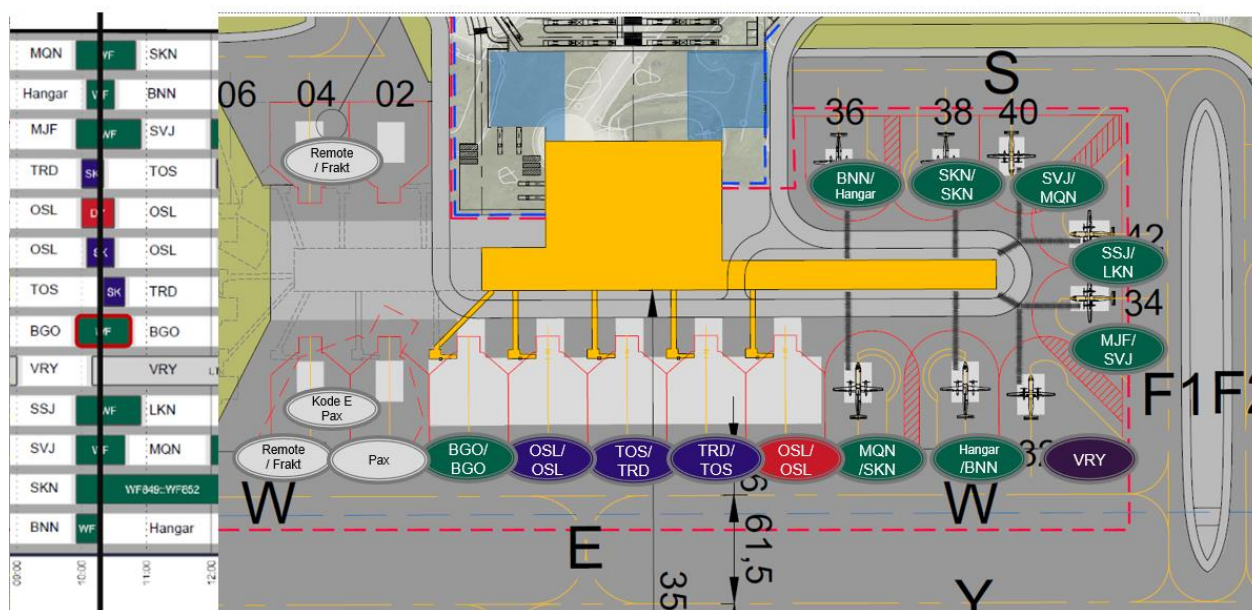 MQN WF SKN
Hangar WF BNN
MJF WF SVJ
TRD SK TOS
OSL OSL
OSL SK OSL
TOS SK TRD
BGO WF BGO
VRY VRY
SSJ WF LKN
SVJ WF MQN
SKN WF849::WF852
BNN WF Hangar
09:00 10:00 11:00 12:00
06 04 02
Remote
/ Frakt
S
36 38 40
BNN/
Hangar
SKN/
SKN
SVJ/
MQN
42
SSJ/
LKN
34
MJF/
SVJ
F1 F2
Kode E
Pax
Remote
/ Frakt
Pax
BGO/
BGO
OSL/
OSL
TOS/
TRD
TRD/
TOS
OSL/
OSL
MQN
/SKN
Hangar
/BNN
32
VRY
W W
E
61,5
35
Y